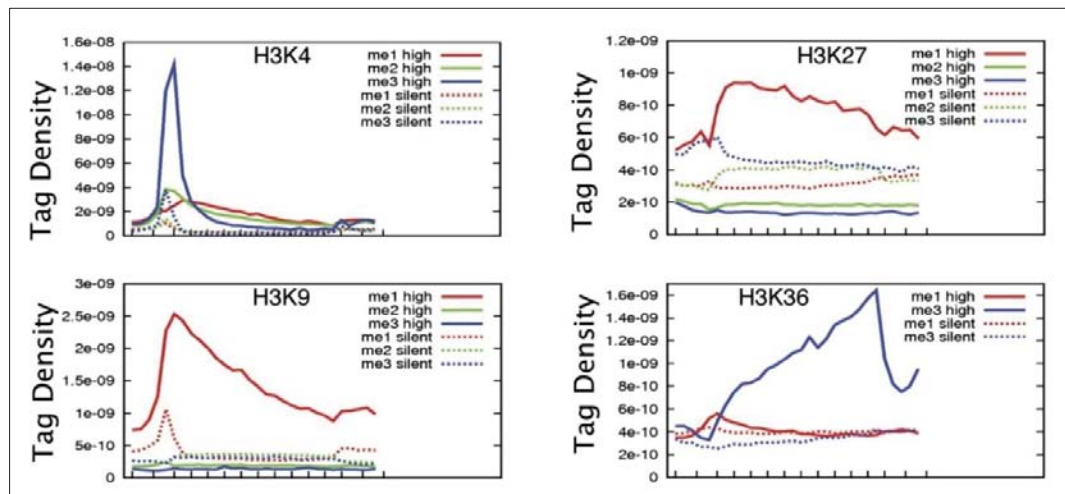 H3K4
Tag Density
1.6e-08
1.4e-08
1.2e-08
1e-08
8e-09
6e-09
4e-09
2e-09
0
me1 high
me2 high
me3 high
me1 silent
me2 silent
me3 silent
H3K27
Tag Density
1.2e-09
1e-09
8e-10
6e-10
4e-10
2e-10
0
me1 high
me2 high
me3 high
me1 silent
me2 silent
me3 silent
H3K9
Tag Density
3e-09
2.5e-09
2e-09
1.5e-09
1e-09
5e-10
0
me1 high
me2 high
me3 high
me1 silent
me2 silent
me3 silent
H3K36
Tag Density
1.6e-09
1.4e-09
1.2e-09
1e-09
8e-10
6e-10
4e-10
2e-10
0
me1 high
me3 high
me1 silent
me3 silent